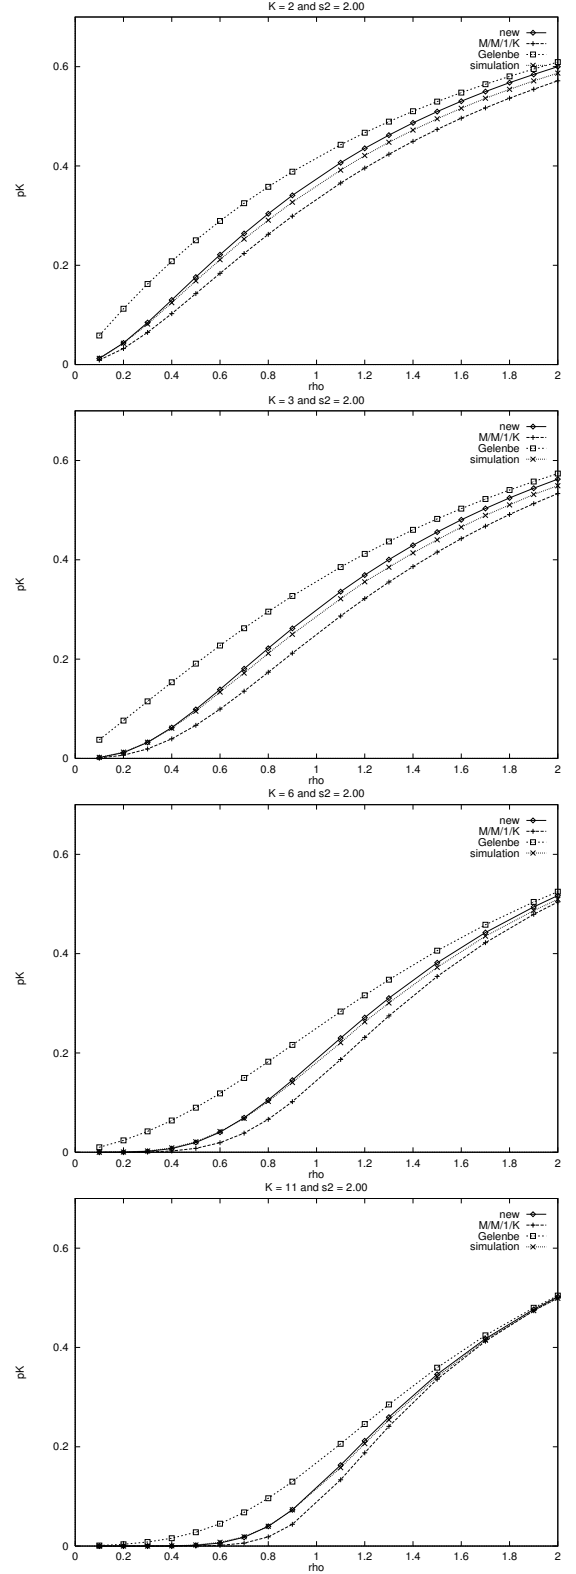 K = 2 and s2 = 2.00
new
M/M/1/K
Gelenbe
simulation
0.6
0.4
pK
0.2
0
0 0.2 0.4 0.6 0.8 1 1.2 1.4 1.6 1.8 2
rho
K = 3 and s2 = 2.00
new
M/M/1/K
Gelenbe
simulation
0.6
0.4
pK
0.2
0
0 0.2 0.4 0.6 0.8 1 1.2 1.4 1.6 1.8 2
rho
K = 6 and s2 = 2.00
new
M/M/1/K
Gelenbe
simulation
0.6
0.4
pK
0.2
0
0 0.2 0.4 0.6 0.8 1 1.2 1.4 1.6 1.8 2
rho
K = 11 and s2 = 2.00
new
M/M/1/K
Gelenbe
simulation
0.6
0.4
pK
0.2
0
0 0.2 0.4 0.6 0.8 1 1.2 1.4 1.6 1.8 2
rho